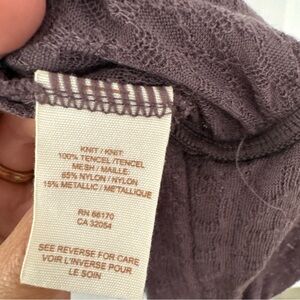 KNIT / KNIT:
100% TENCEL /TENCEL
MESH / MAILLE:
85% NYLON / NYLON
15% METALLIC / METALLIQUE
RN 66170
CA 32054
SEE REVERSE FOR CARE
VOIR L'INVERSE POUR
LE SOIN